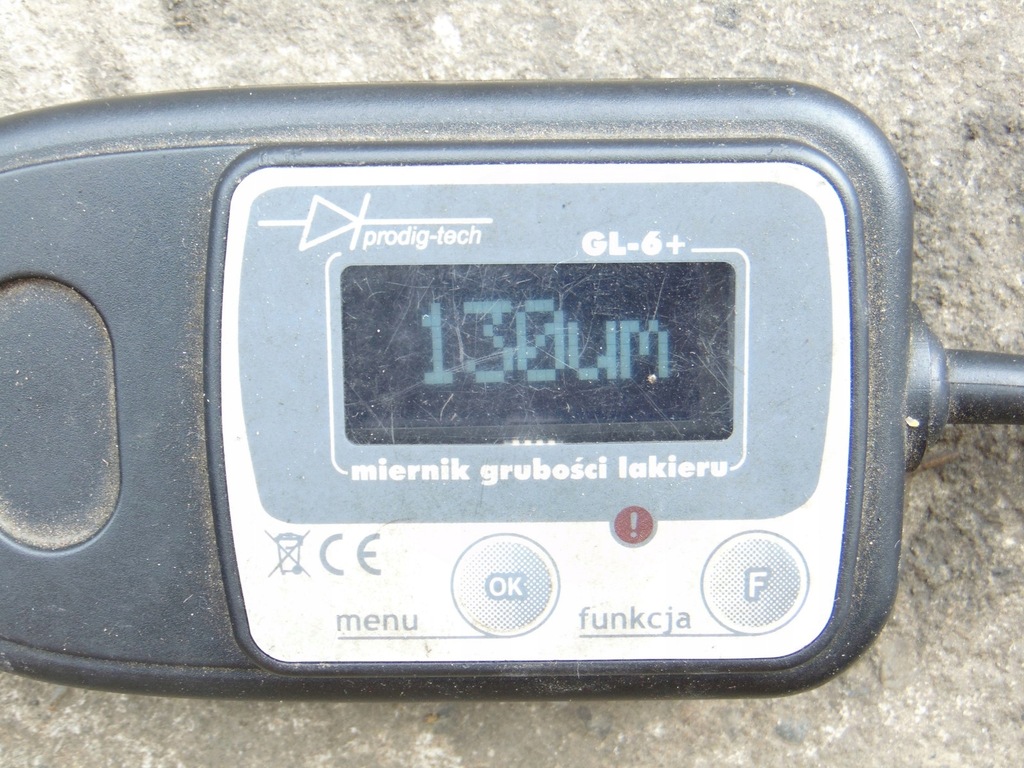 prodig-tech
GL-6+
130um
miernik grubości lakieru
!
CE
OK
F
menu
funkcja